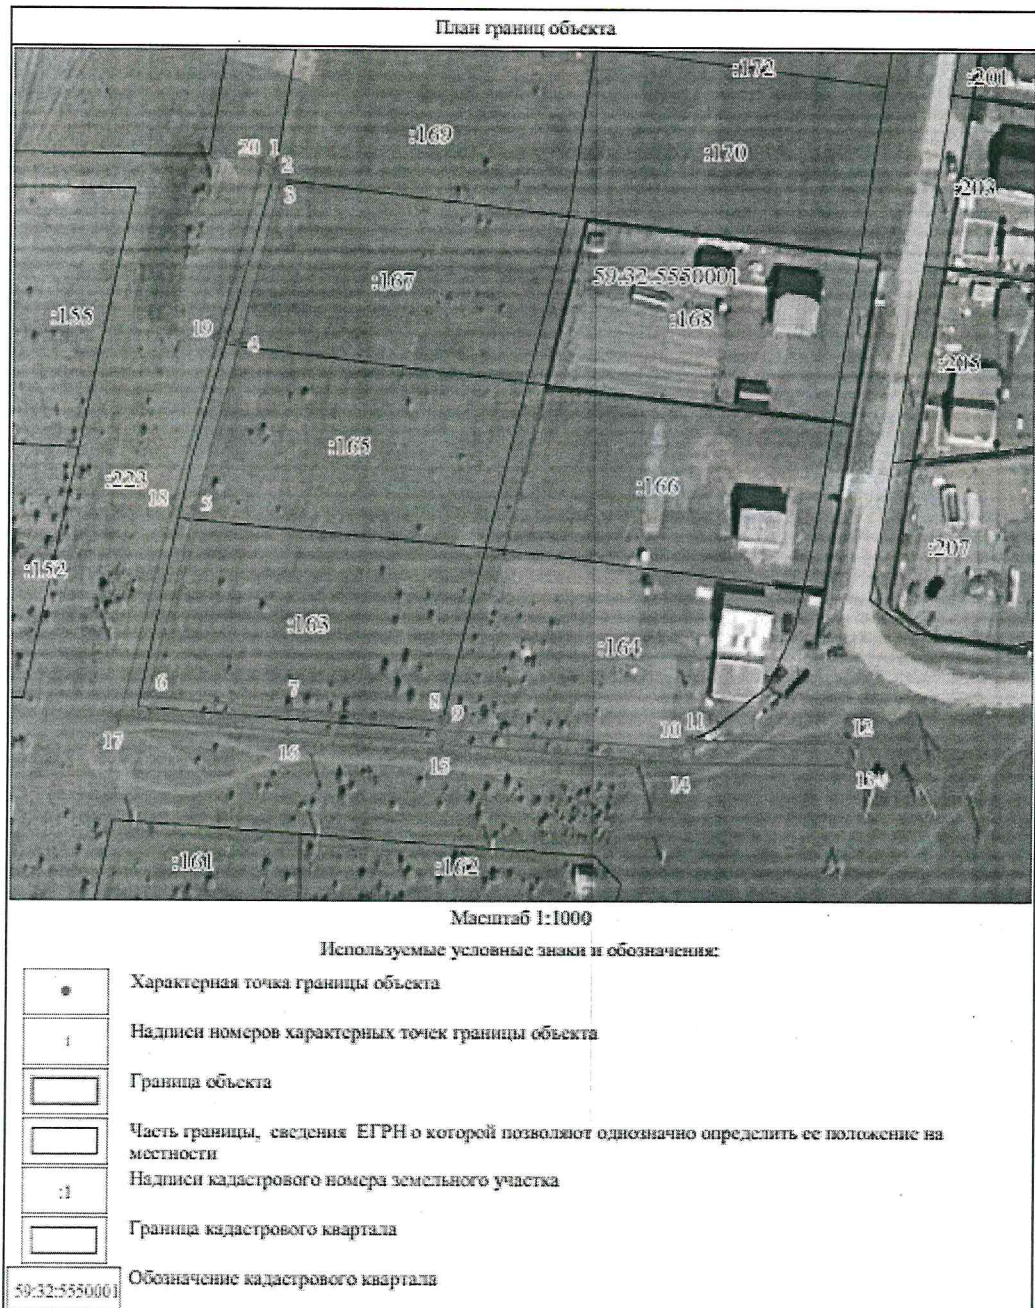 План границ объекта
:172
:201
20 1 :169
2 :170
3 :203
59:32:5550001
:167
:155 :168
19 4
:205
:165
:223 :166
18 5
:207
:152
:163
:164
6 7
8 9
10 11 12
17 16 15
14 13
:161 :162
Масштаб 1:1000
Используемые условные знаки и обозначения:
Характерная точка границы объекта
1 Надписи номеров характерных точек границы объекта
Граница объекта
Часть границы, сведения ЕГРН о которой позволяют однозначно определить ее положение на
местности
:1 Надписи кадастрового номера земельного участка
Граница кадастрового квартала
59:32:5550001 Обозначение кадастрового квартала